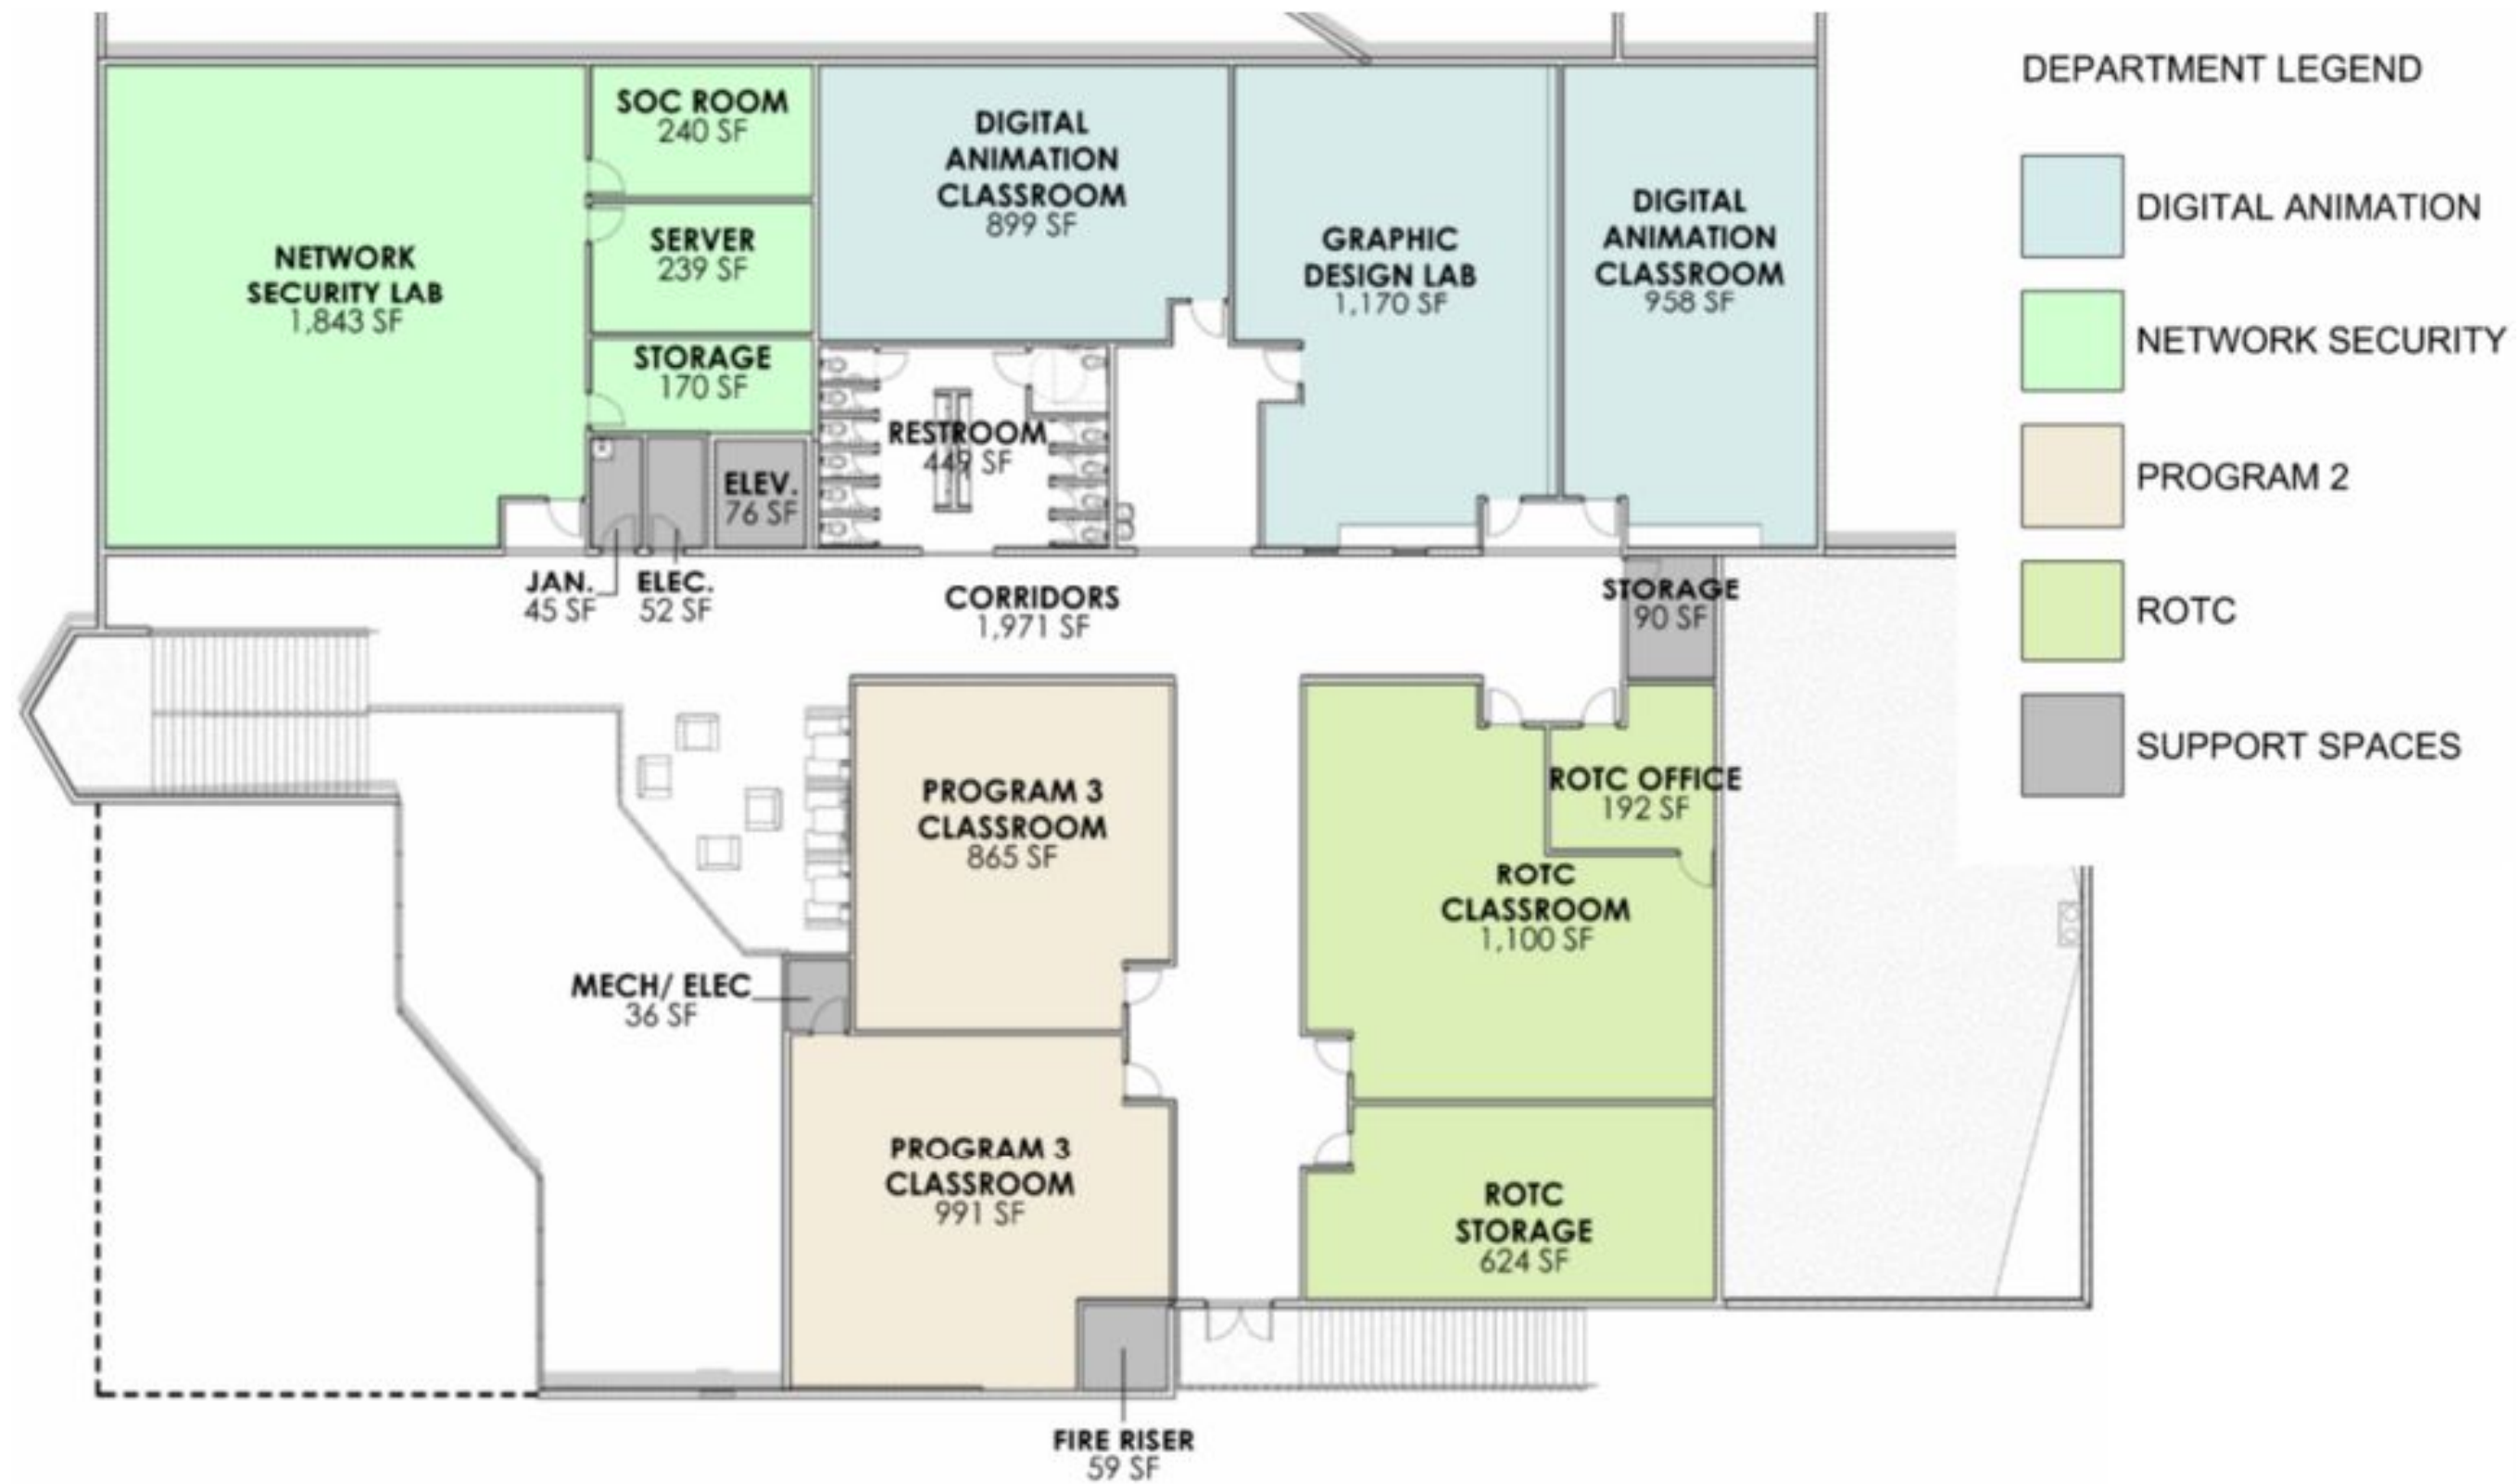 DEPARTMENT LEGEND
DIGITAL ANIMATION
NETWORK SECURITY
PROGRAM 2
ROTC
SUPPORT SPACES
NETWORK
SECURITY LAB
1,843 SF
SOC ROOM
240 SF
SERVER
239 SF
STORAGE
170 SF
DIGITAL
ANIMATION
CLASSROOM
899 SF
GRAPHIC
DESIGN LAB
1,170 SF
DIGITAL
ANIMATION
CLASSROOM
958 SF
RESTROOM
449 SF
ELEV.
76 SF
JAN.
45 SF
ELEC.
52 SF
CORRIDORS
1,971 SF
STORAGE
90 SF
PROGRAM 3
CLASSROOM
865 SF
ROTC OFFICE
192 SF
ROTC
CLASSROOM
1,100 SF
MECH/ ELEC
36 SF
PROGRAM 3
CLASSROOM
991 SF
ROTC
STORAGE
624 SF
FIRE RISER
59 SF